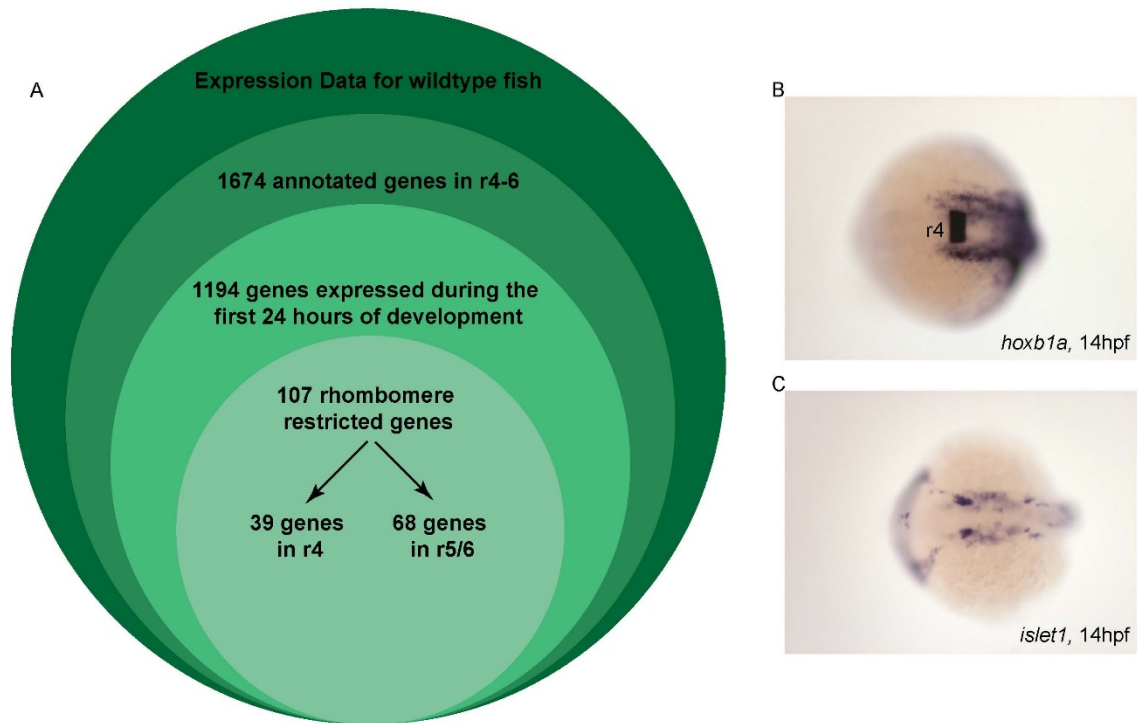 A
Expression Data for wildtype fish
1674 annotated genes in r4-6
1194 genes expressed during the
first 24 hours of development
107 rhombomere
restricted genes
39 genes
in r4
68 genes
in r5/6
B
r4
hoxb1a, 14hpf
C
islet1, 14hpf